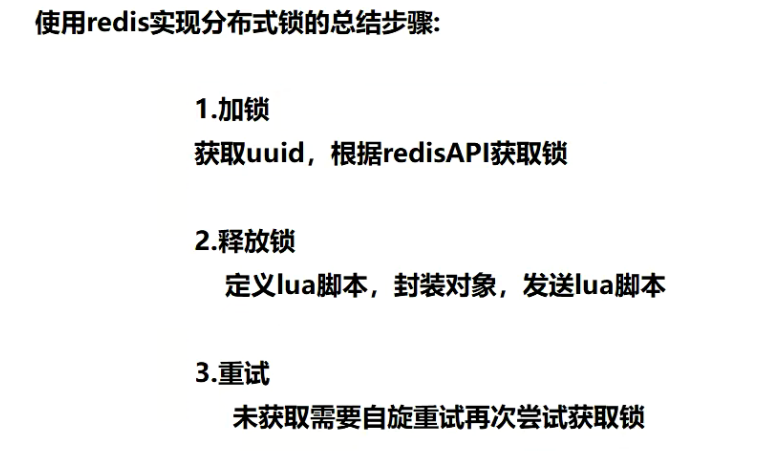 使用redis实现分布式锁的总结步骤:
1.加锁
获取uuid，根据redisAPI获取锁
2.释放锁
定义lua脚本，封装对象，发送lua脚本
3.重试
未获取需要自旋重试再次尝试获取锁